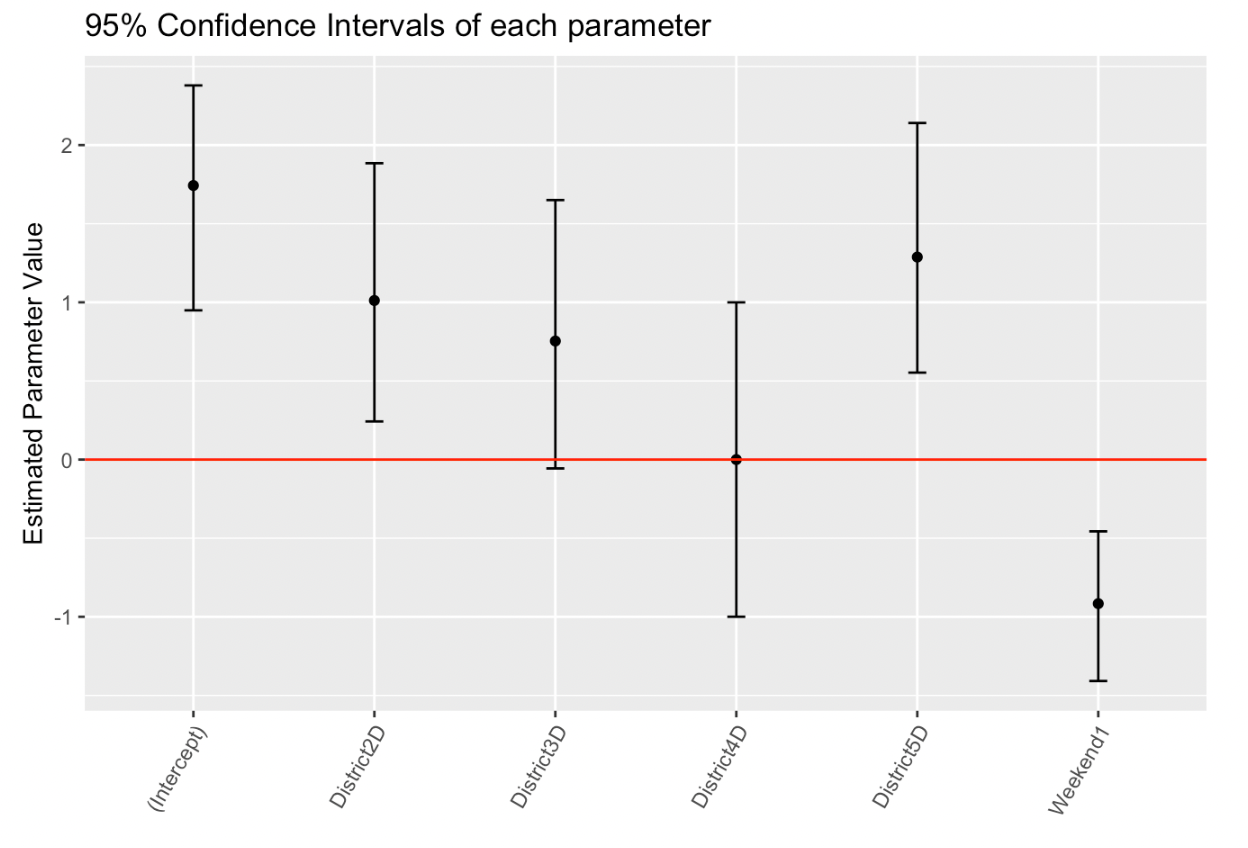 95% Confidence Intervals of each parameter
Estimated Parameter Value
2
1
0
-1
(Intercept)
District2D
District3D
District4D
District5D
Weekend1